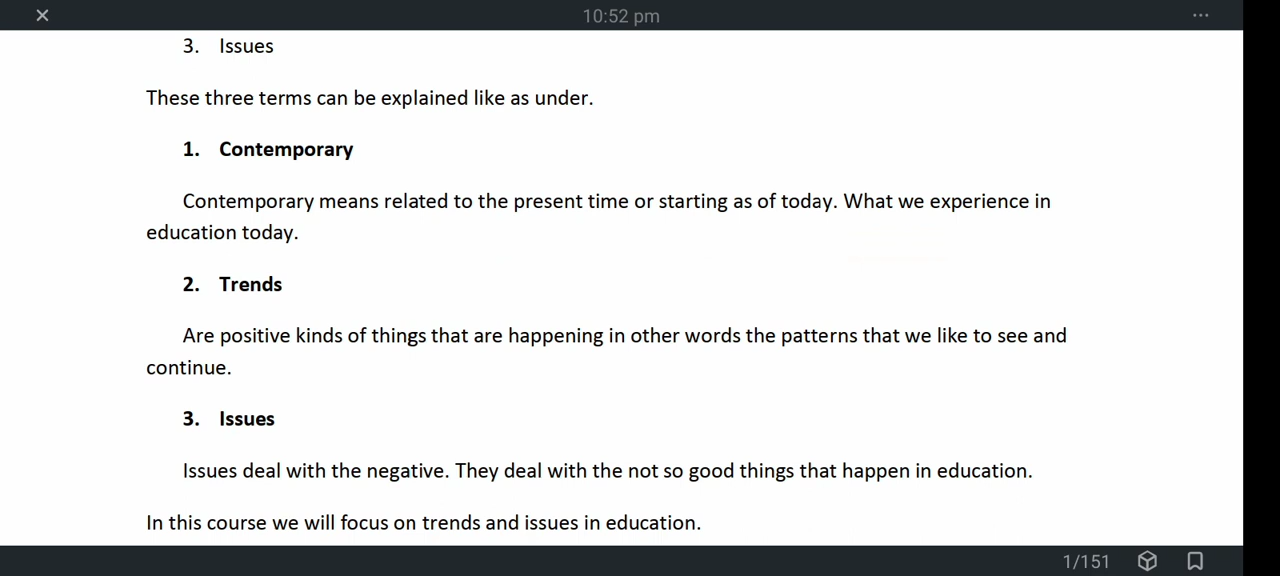 10:52 pm
3. Issues
These three terms can be explained like as under.
1. Contemporary
Contemporary means related to the present time or starting as of today. What we experience in
education today.
2. Trends
Are positive kinds of things that are happening in other words the patterns that we like to see and
continue.
3. Issues
Issues deal with the negative. They deal with the not so good things that happen in education.
In this course we will focus on trends and issues in education.
1/151